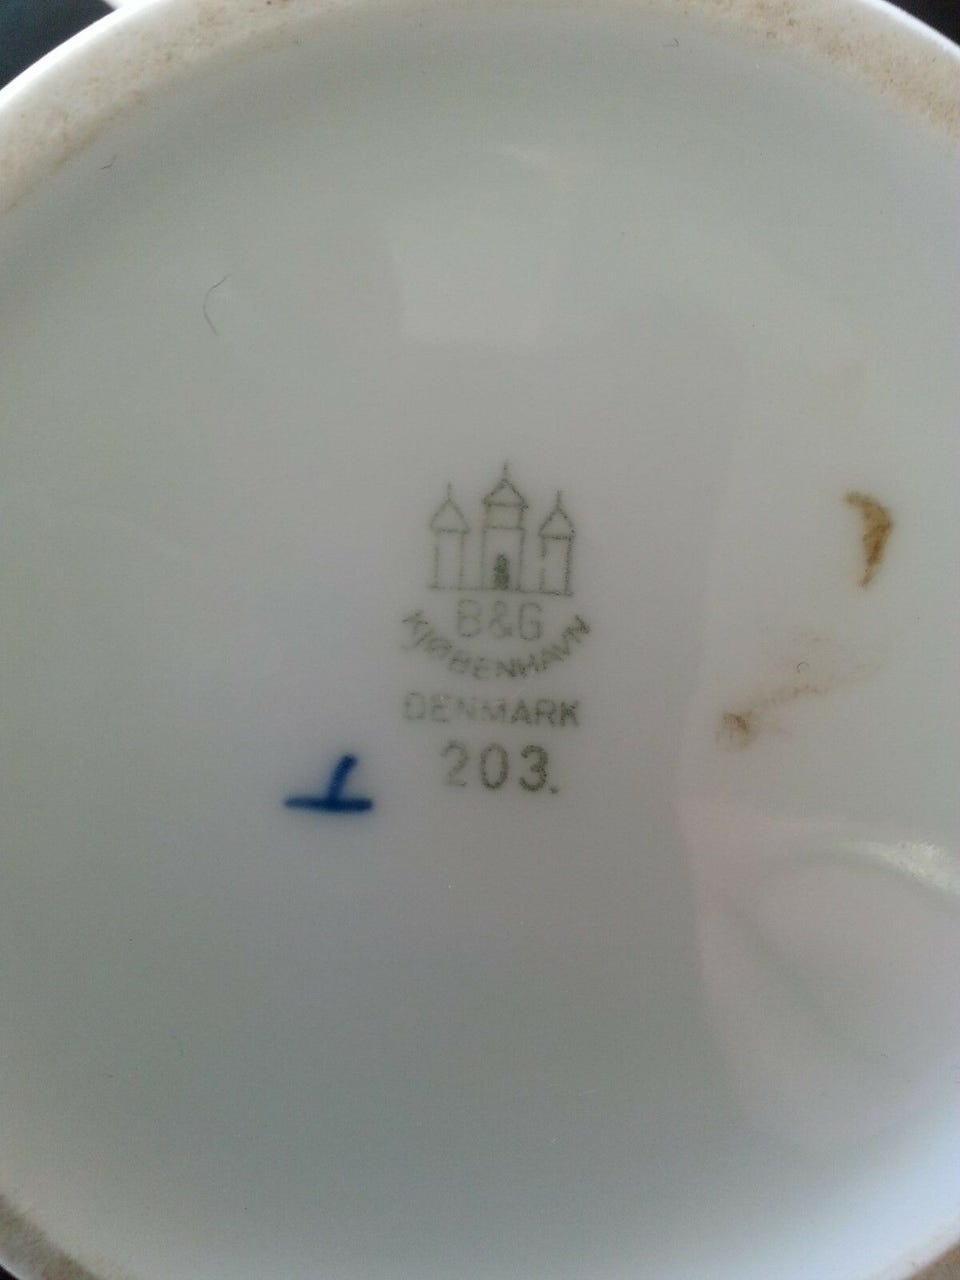 B&G
KJØBENHAVN
DENMARK
203.